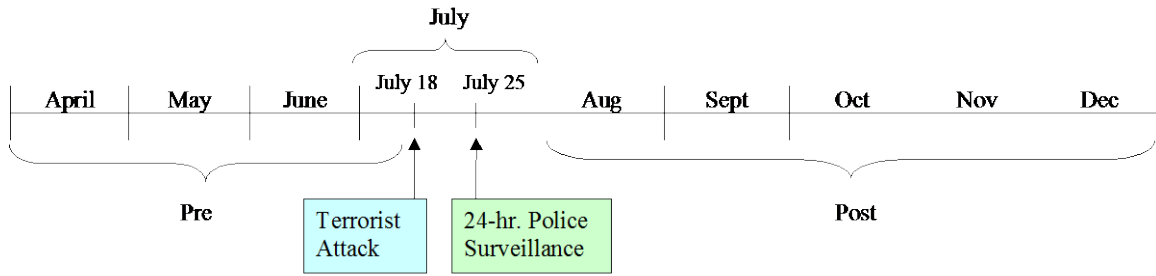 July
July 18 July 25
April May June Aug Sept Oct Nov Dec
Pre Post
Terrorist
Attack
24-hr. Police
Surveillance